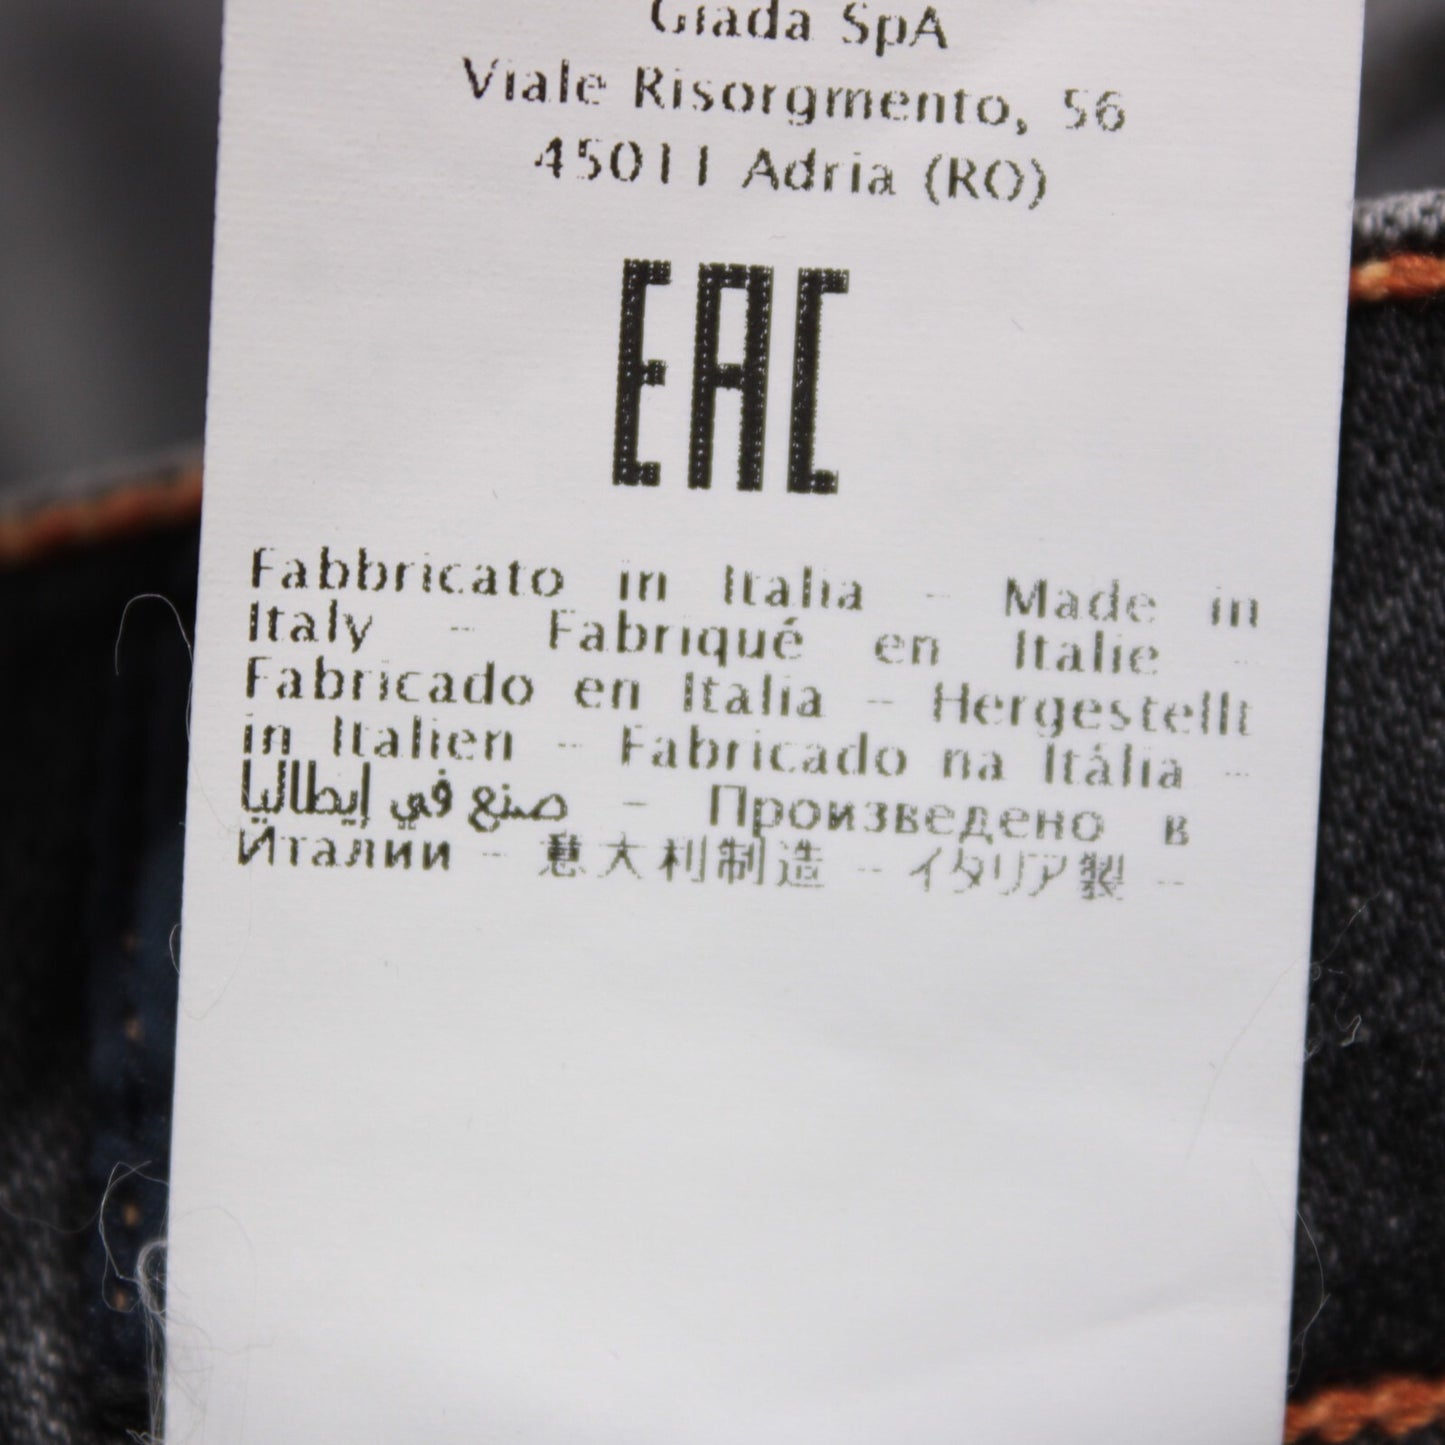 Giada SpA
Viale Risorgmento, 56
45011 Adria (RO)
EAC
Fabbricato in Italia - Made in
Italy - Fabriqué en Italie -
Fabricado en Italia - Hergestellt
in Italien - Fabricado na Itália -
صنع في إيطاليا - Произведено в
Италии - 意大利制造 - イタリア製 -